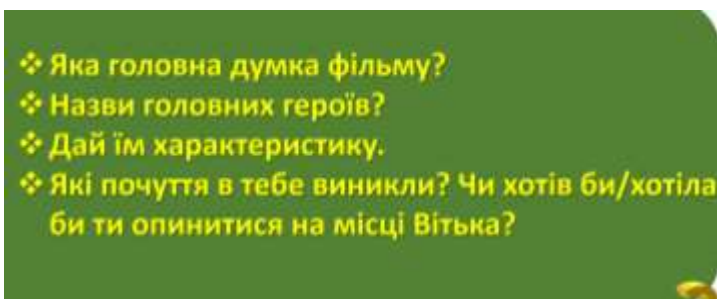 ❖ Яка головна думка фільму?
❖ Назви головних героїв?
❖ Дай їм характеристику.
❖ Які почуття в тебе виникли? Чи хотів би/хотіла
би ти опинитися на місці Вітька?